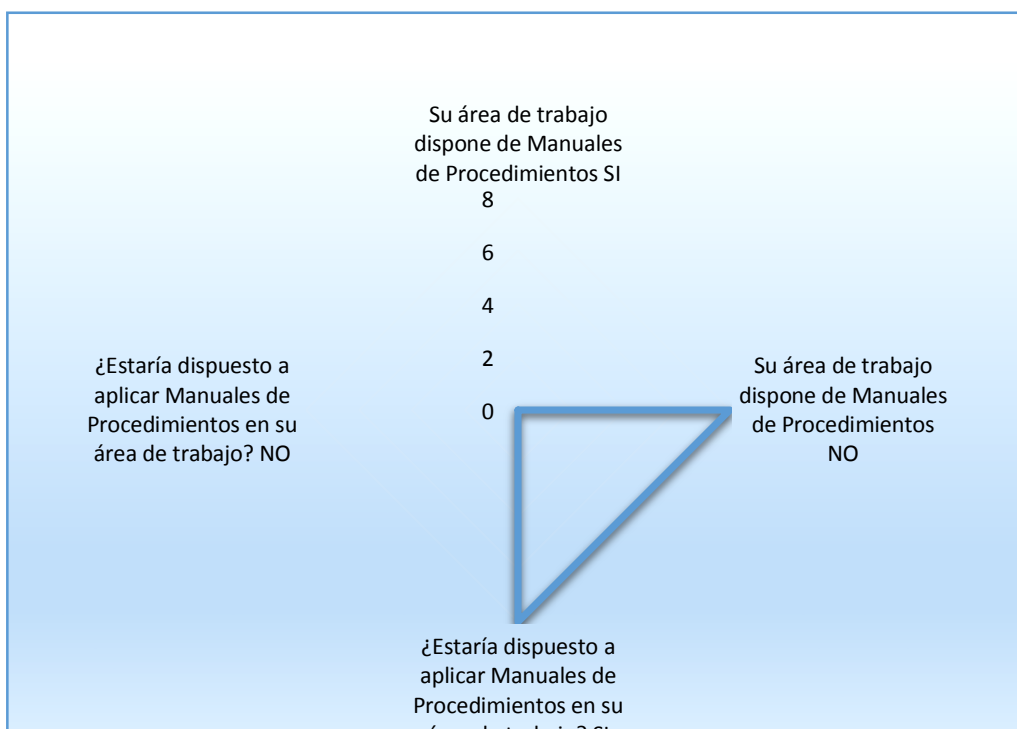 Su área de trabajo
dispone de Manuales
de Procedimientos SI
8
6
4
2
0
¿Estaría dispuesto a
aplicar Manuales de
Procedimientos en su
área de trabajo? NO
Su área de trabajo
dispone de Manuales
de Procedimientos
NO
¿Estaría dispuesto a
aplicar Manuales de
Procedimientos en su